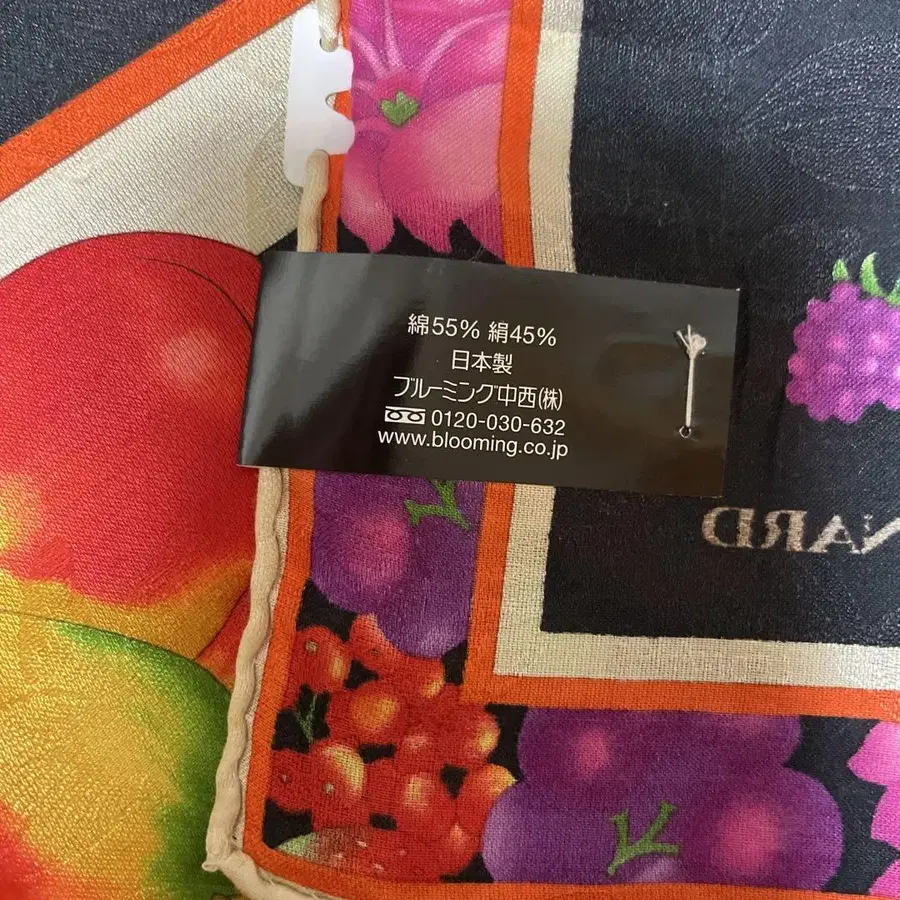 綿55% 絹45%
日本製
ブルーミング中西(株)
0120-030-632
www.blooming.co.jp
NARD